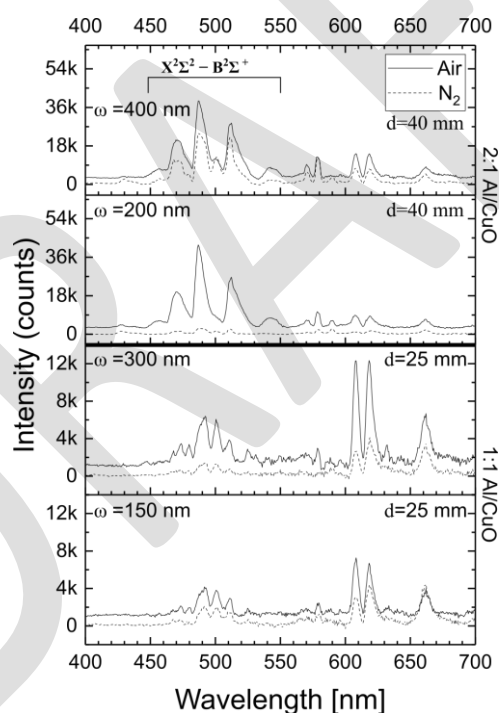 400 450 500 550 600 650 700
54k
36k
18k
0
X²Σ² – B²Σ⁺
Air
N₂
ω =400 nm
d=40 mm
54k
36k
18k
0
ω =200 nm
d=40 mm
2:1 Al/CuO
12k
8k
4k
0
ω =300 nm
d=25 mm
12k
8k
4k
0
ω =150 nm
d=25 mm
1:1 Al/CuO
400 450 500 550 600 650 700
Intensity (counts)
Wavelength [nm]